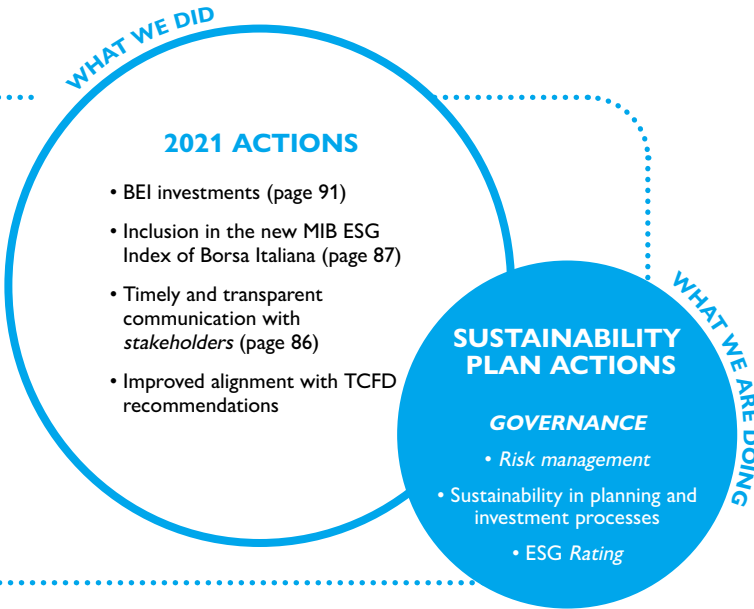 WHAT WE DID
2021 ACTIONS
• BEI investments (page 91)
• Inclusion in the new MIB ESG
Index of Borsa Italiana (page 87)
• Timely and transparent
communication with
stakeholders (page 86)
• Improved alignment with TCFD
recommendations
WHAT WE ARE DOING
SUSTAINABILITY
PLAN ACTIONS
GOVERNANCE
• Risk management
• Sustainability in planning and
investment processes
• ESG Rating